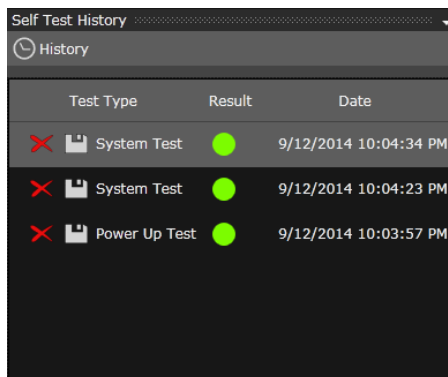 Self Test History
History
Test Type Result Date
System Test 9/12/2014 10:04:34 PM
System Test 9/12/2014 10:04:23 PM
Power Up Test 9/12/2014 10:03:57 PM